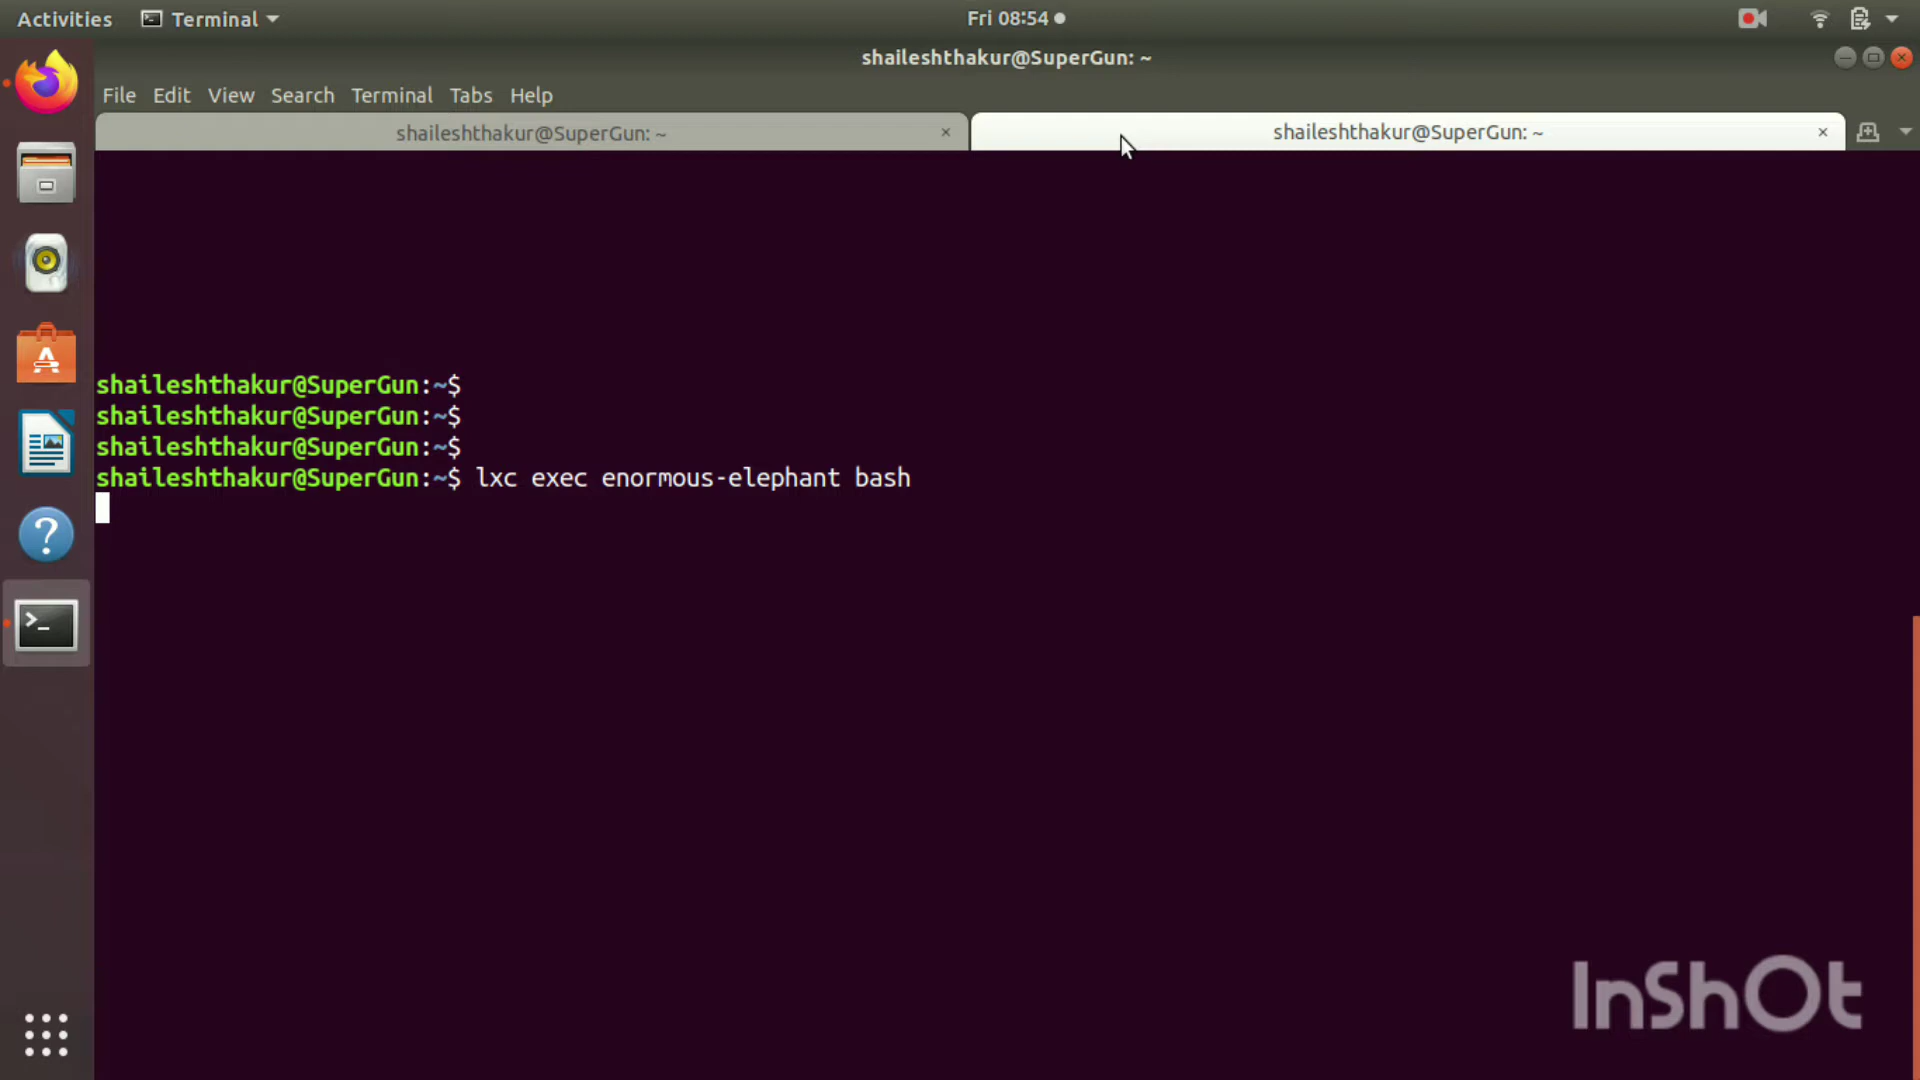 Activities Terminal Fri 08:54
shaileshthakur@SuperGun: ~
File Edit View Search Terminal Tabs Help
shaileshthakur@SuperGun: ~ × shaileshthakur@SuperGun: ~ ×
shaileshthakur@SuperGun:~$
shaileshthakur@SuperGun:~$
shaileshthakur@SuperGun:~$
shaileshthakur@SuperGun:~$ lxc exec enormous-elephant bash
InShOt